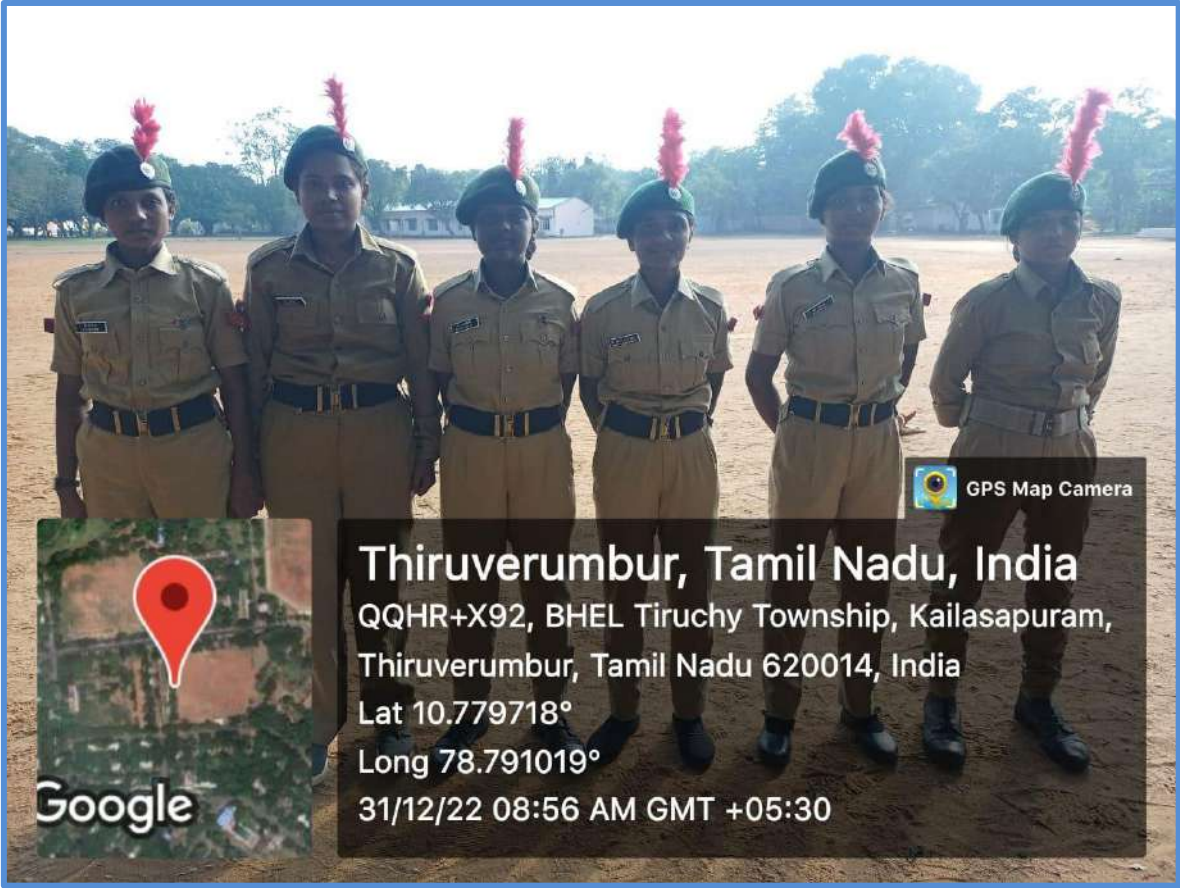 GPS Map Camera
Thiruverumbur, Tamil Nadu, India
QQHR+X92, BHEL Tiruchy Township, Kailasapuram,
Thiruverumbur, Tamil Nadu 620014, India
Lat 10.779718°
Long 78.791019°
31/12/22 08:56 AM GMT +05:30
Google